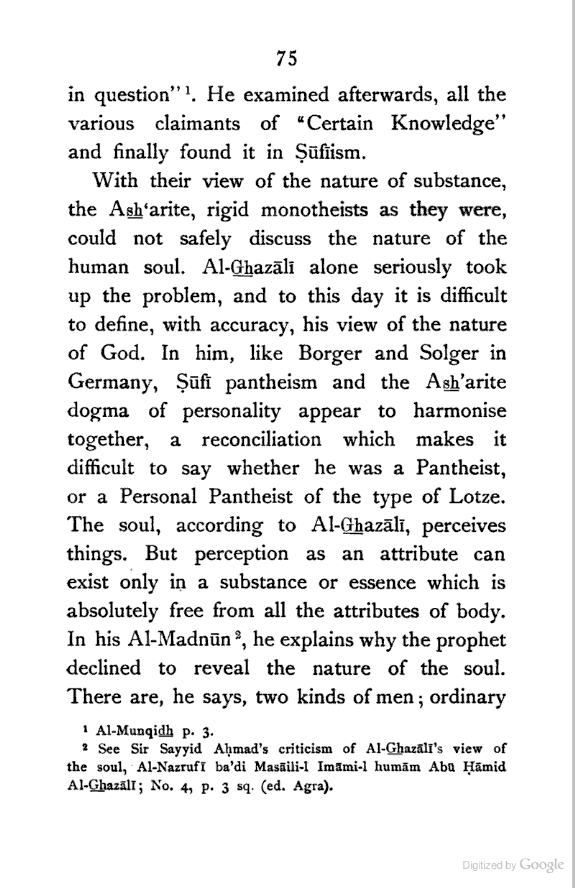 75
in question”¹. He examined afterwards, all the
various claimants of “Certain Knowledge”
and finally found it in Ṣūfiism.
With their view of the nature of substance,
the As͟h‘arite, rigid monotheists as they were,
could not safely discuss the nature of the
human soul. Al-G͟hazālī alone seriously took
up the problem, and to this day it is difficult
to define, with accuracy, his view of the nature
of God. In him, like Borger and Solger in
Germany, Ṣūfī pantheism and the As͟h’arite
dogma of personality appear to harmonise
together, a reconciliation which makes it
difficult to say whether he was a Pantheist,
or a Personal Pantheist of the type of Lotze.
The soul, according to Al-G͟hazālī, perceives
things. But perception as an attribute can
exist only in a substance or essence which is
absolutely free from all the attributes of body.
In his Al-Madnūn², he explains why the prophet
declined to reveal the nature of the soul.
There are, he says, two kinds of men; ordinary
¹ Al-Munqid͟h p. 3.
² See Sir Sayyid Aḥmad’s criticism of Al-G͟hazālī’s view of
the soul, Al-Nazrufī ba’di Masāili-l Imāmi-l humām Abū Ḥāmid
Al-G͟hazālī; No. 4, p. 3 sq. (ed. Agra).
Digitized by Google